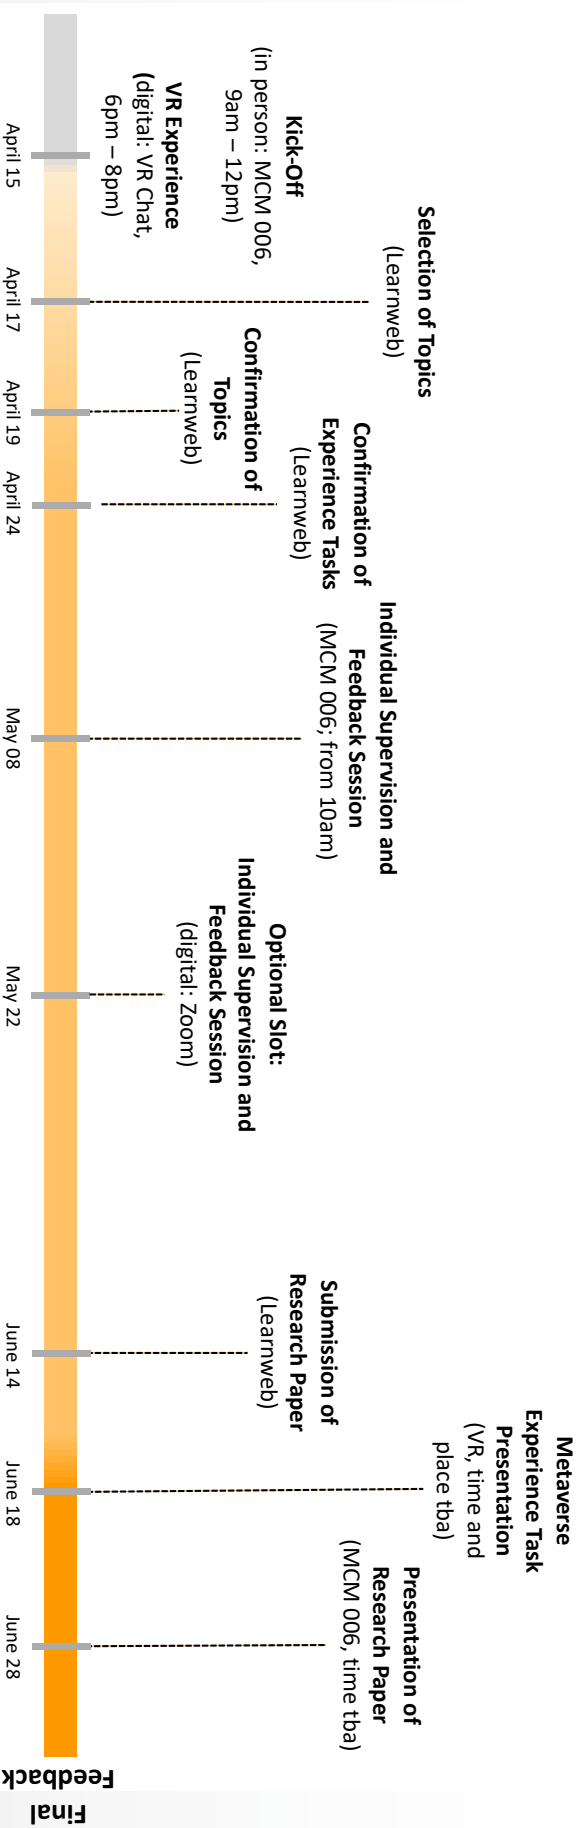 Kick-Off
(in person: MCM 006,
9am – 12pm)
VR Experience
(digital: VR Chat,
6pm – 8pm)
April 15
Selection of Topics
(Learnweb)
April 17
Confirmation of
Topics
(Learnweb)
April 19
Confirmation of
Experience Tasks
(Learnweb)
April 24
Individual Supervision and
Feedback Session
(MCM 006; from 10am)
May 08
Optional Slot:
Individual Supervision and
Feedback Session
(digital: Zoom)
May 22
Submission of
Research Paper
(Learnweb)
June 14
Metaverse
Experience Task
Presentation
(VR, time and
place tba)
June 18
Presentation of
Research Paper
(MCM 006, time tba)
June 28
Final
Feedback